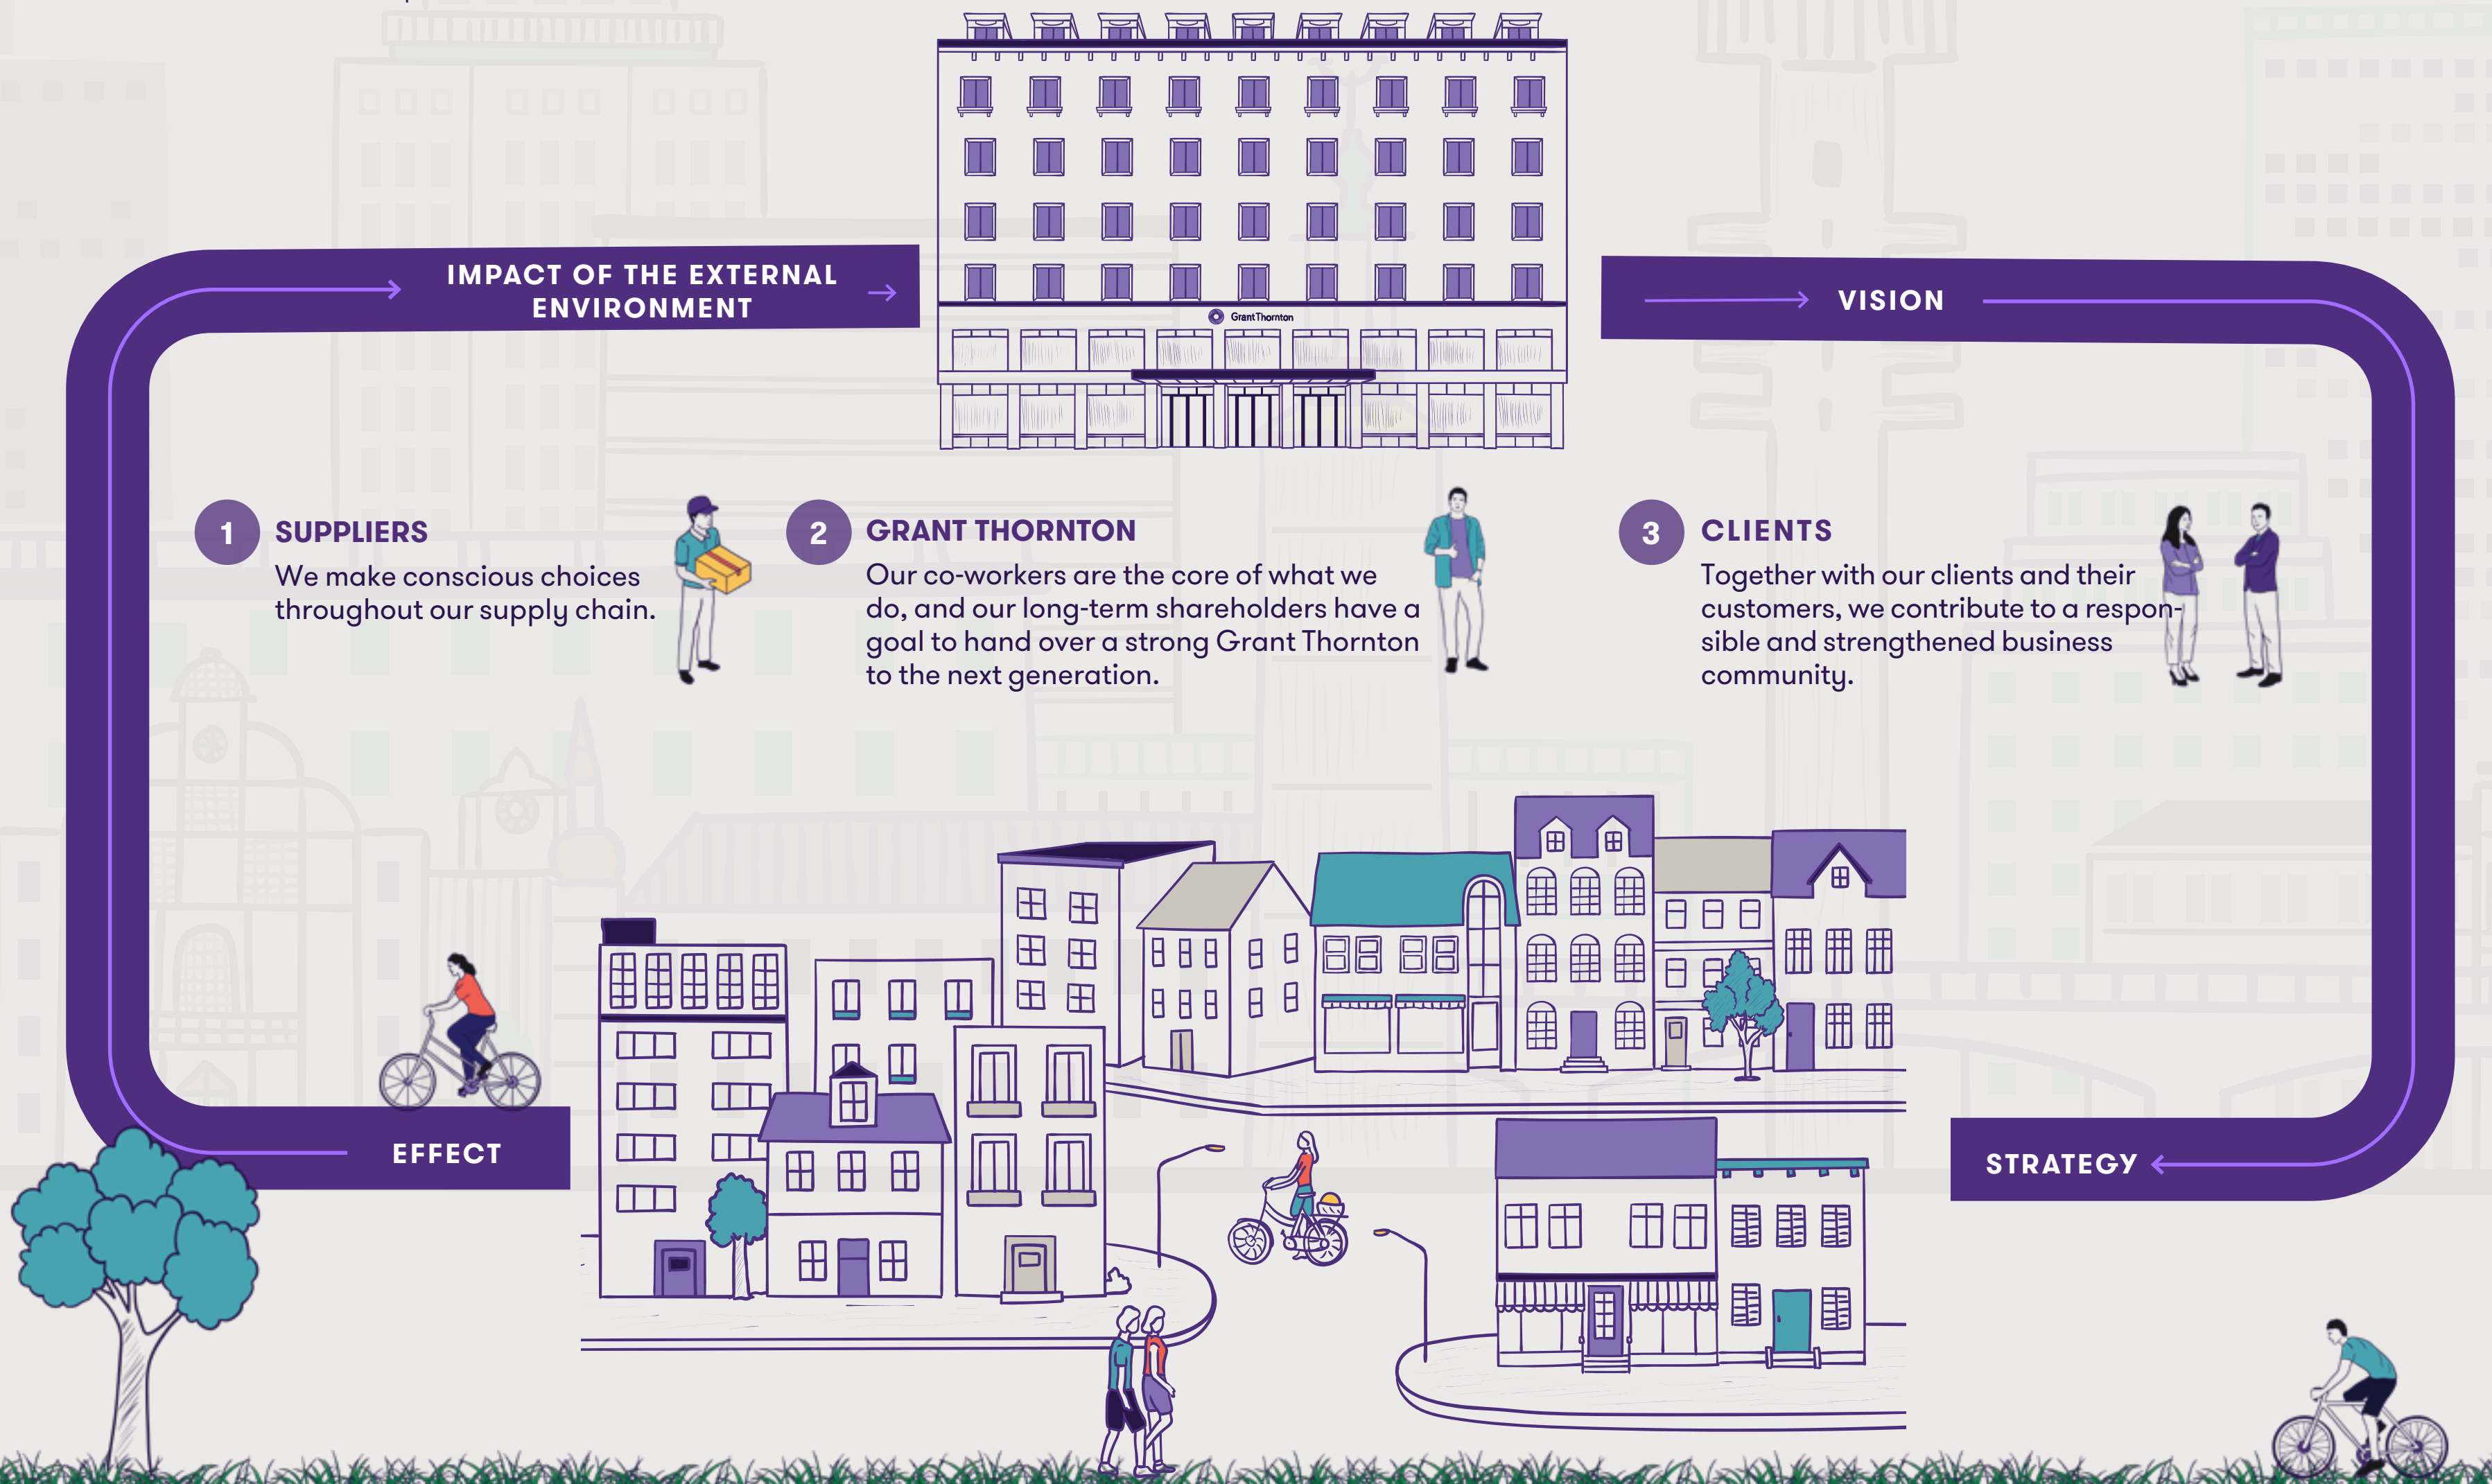 IMPACT OF THE EXTERNAL
ENVIRONMENT
GrantThornton
VISION
1
SUPPLIERS
We make conscious choices
throughout our supply chain.
2
GRANT THORNTON
Our co-workers are the core of what we
do, and our long-term shareholders have a
goal to hand over a strong Grant Thornton
to the next generation.
3
CLIENTS
Together with our clients and their
customers, we contribute to a respon-
sible and strengthened business
community.
EFFECT
STRATEGY